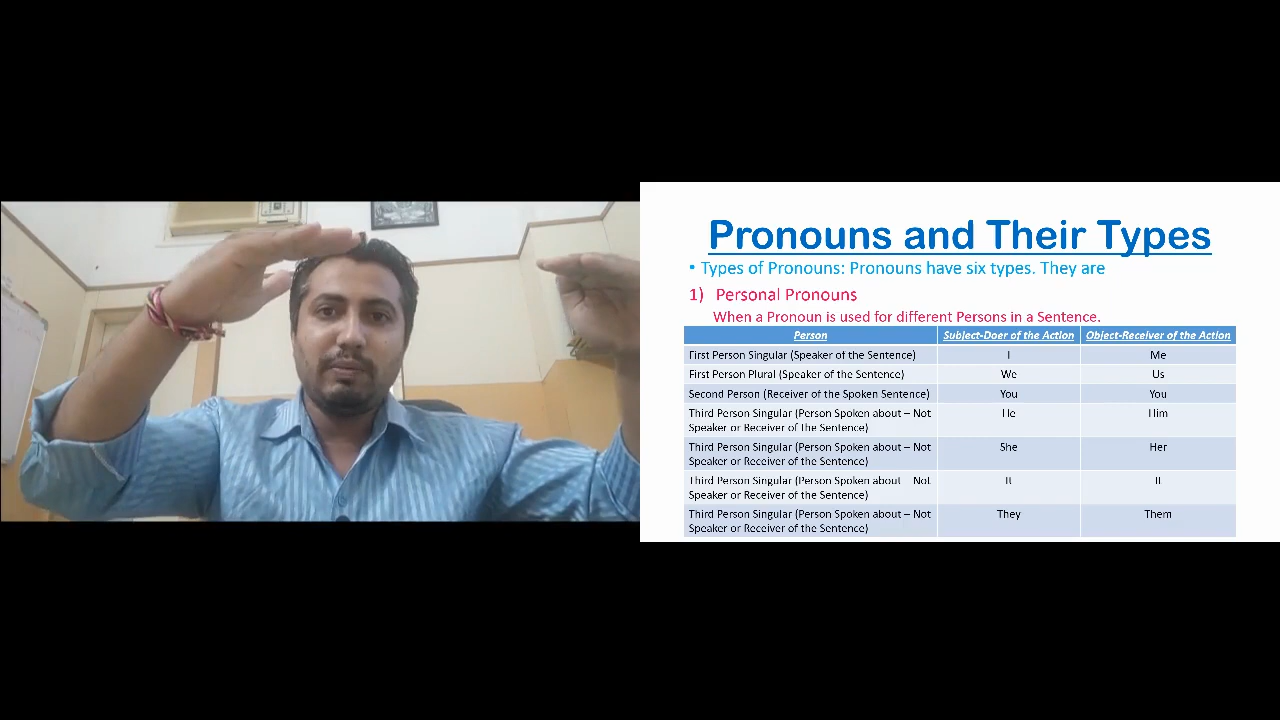 Pronouns and Their Types
• Types of Pronouns: Pronouns have six types. They are
1) Personal Pronouns
When a Pronoun is used for different Persons in a Sentence.
Person Subject-Doer of the Action Object-Receiver of the Action
First Person Singular (Speaker of the Sentence) I Me
First Person Plural (Speaker of the Sentence) We Us
Second Person (Receiver of the Spoken Sentence) You You
Third Person Singular (Person Spoken about – Not He Him
Speaker or Receiver of the Sentence)
Third Person Singular (Person Spoken about – Not She Her
Speaker or Receiver of the Sentence)
Third Person Singular (Person Spoken about Not It It
Speaker or Receiver of the Sentence)
Third Person Singular (Person Spoken about – Not They Them
Speaker or Receiver of the Sentence)